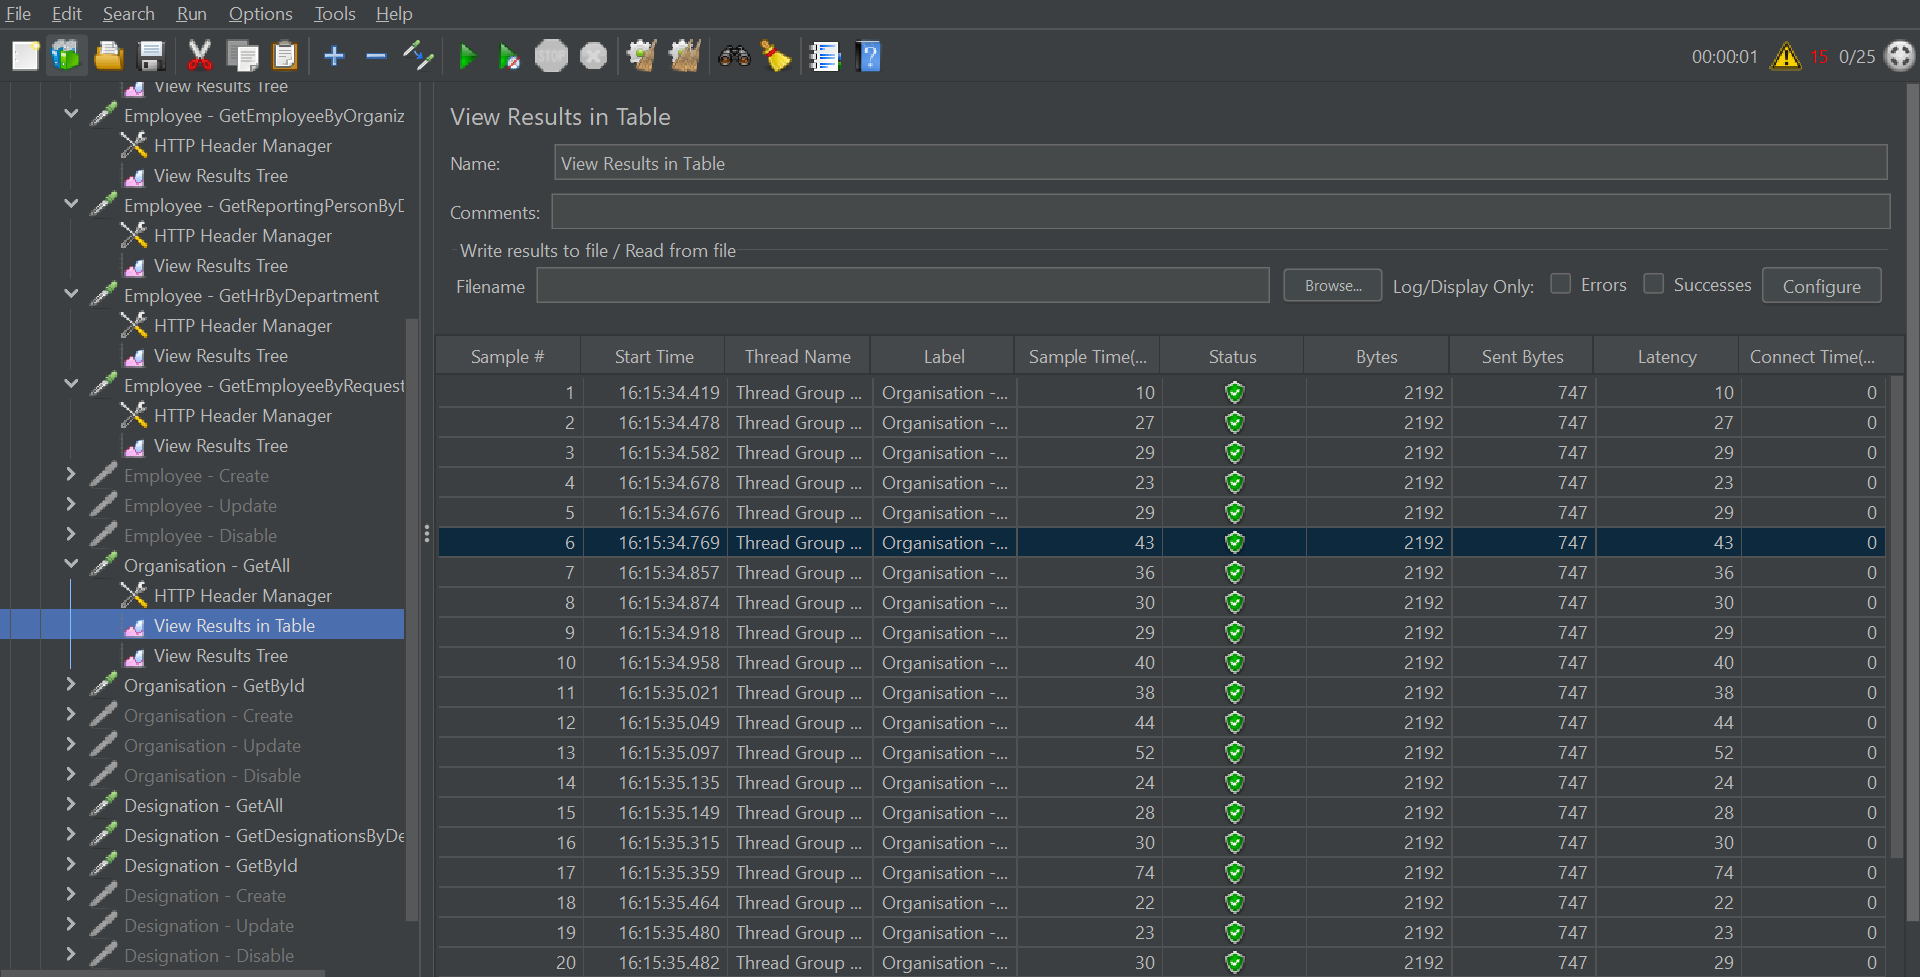 File Edit Search Run Options Tools Help
STOP
00:00:01 15 0/25
View Results Tree
Employee - GetEmployeeByOrganiz
HTTP Header Manager
View Results Tree
Employee - GetReportingPersonByD
HTTP Header Manager
View Results Tree
Employee - GetHrByDepartment
HTTP Header Manager
View Results Tree
Employee - GetEmployeeByRequest
HTTP Header Manager
View Results Tree
Employee - Create
Employee - Update
Employee - Disable
Organisation - GetAll
HTTP Header Manager
View Results in Table
View Results Tree
Organisation - GetById
Organisation - Create
Organisation - Update
Organisation - Disable
Designation - GetAll
Designation - GetDesignationsByDe
Designation - GetById
Designation - Create
Designation - Update
Designation - Disable
View Results in Table
Name: View Results in Table
Comments:
Write results to file / Read from file
Filename Browse... Log/Display Only: Errors Successes Configure
Sample # Start Time Thread Name Label Sample Time(... Status Bytes Sent Bytes Latency Connect Time(...
1 16:15:34.419 Thread Group ... Organisation -... 10 2192 747 10 0
2 16:15:34.478 Thread Group ... Organisation -... 27 2192 747 27 0
3 16:15:34.582 Thread Group ... Organisation -... 29 2192 747 29 0
4 16:15:34.678 Thread Group ... Organisation -... 23 2192 747 23 0
5 16:15:34.676 Thread Group ... Organisation -... 29 2192 747 29 0
6 16:15:34.769 Thread Group ... Organisation -... 43 2192 747 43 0
7 16:15:34.857 Thread Group ... Organisation -... 36 2192 747 36 0
8 16:15:34.874 Thread Group ... Organisation -... 30 2192 747 30 0
9 16:15:34.918 Thread Group ... Organisation -... 29 2192 747 29 0
10 16:15:34.958 Thread Group ... Organisation -... 40 2192 747 40 0
11 16:15:35.021 Thread Group ... Organisation -... 38 2192 747 38 0
12 16:15:35.049 Thread Group ... Organisation -... 44 2192 747 44 0
13 16:15:35.097 Thread Group ... Organisation -... 52 2192 747 52 0
14 16:15:35.135 Thread Group ... Organisation -... 24 2192 747 24 0
15 16:15:35.149 Thread Group ... Organisation -... 28 2192 747 28 0
16 16:15:35.315 Thread Group ... Organisation -... 30 2192 747 30 0
17 16:15:35.359 Thread Group ... Organisation -... 74 2192 747 74 0
18 16:15:35.464 Thread Group ... Organisation -... 22 2192 747 22 0
19 16:15:35.480 Thread Group ... Organisation -... 23 2192 747 23 0
20 16:15:35.482 Thread Group ... Organisation -... 30 2192 747 29 0